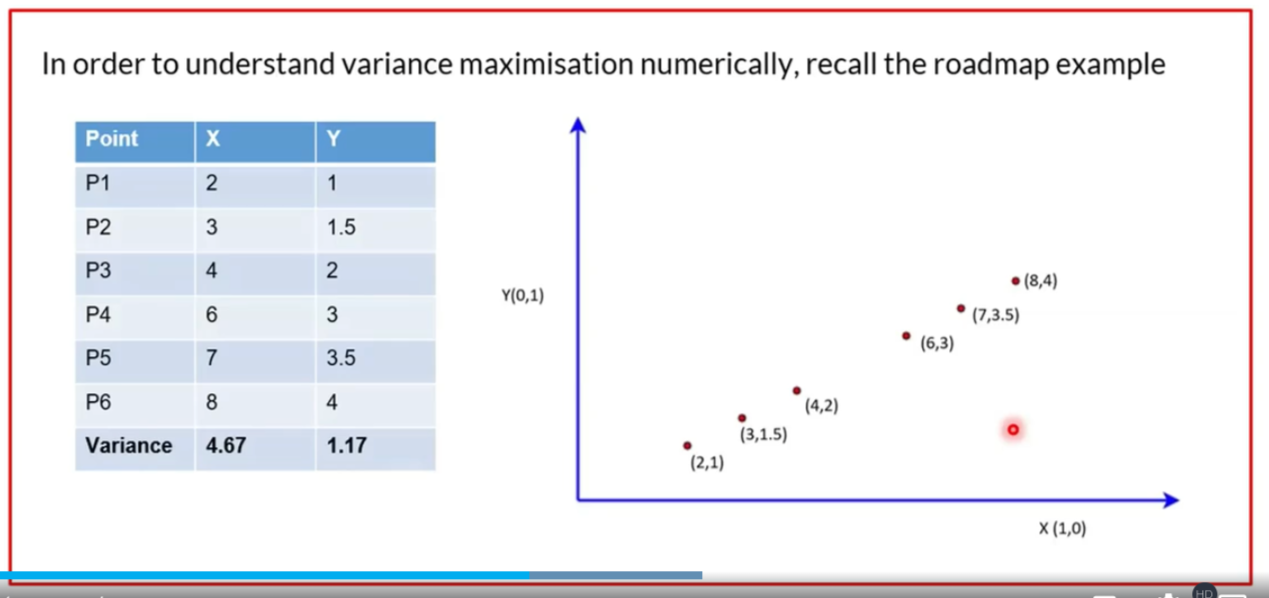 In order to understand variance maximisation numerically, recall the roadmap example
Point X Y
P1 2 1
P2 3 1.5
P3 4 2
P4 6 3
P5 7 3.5
P6 8 4
Variance 4.67 1.17
Y(0,1)
(8,4)
(7,3.5)
(6,3)
(4,2)
(3,1.5)
(2,1)
X (1,0)
HD